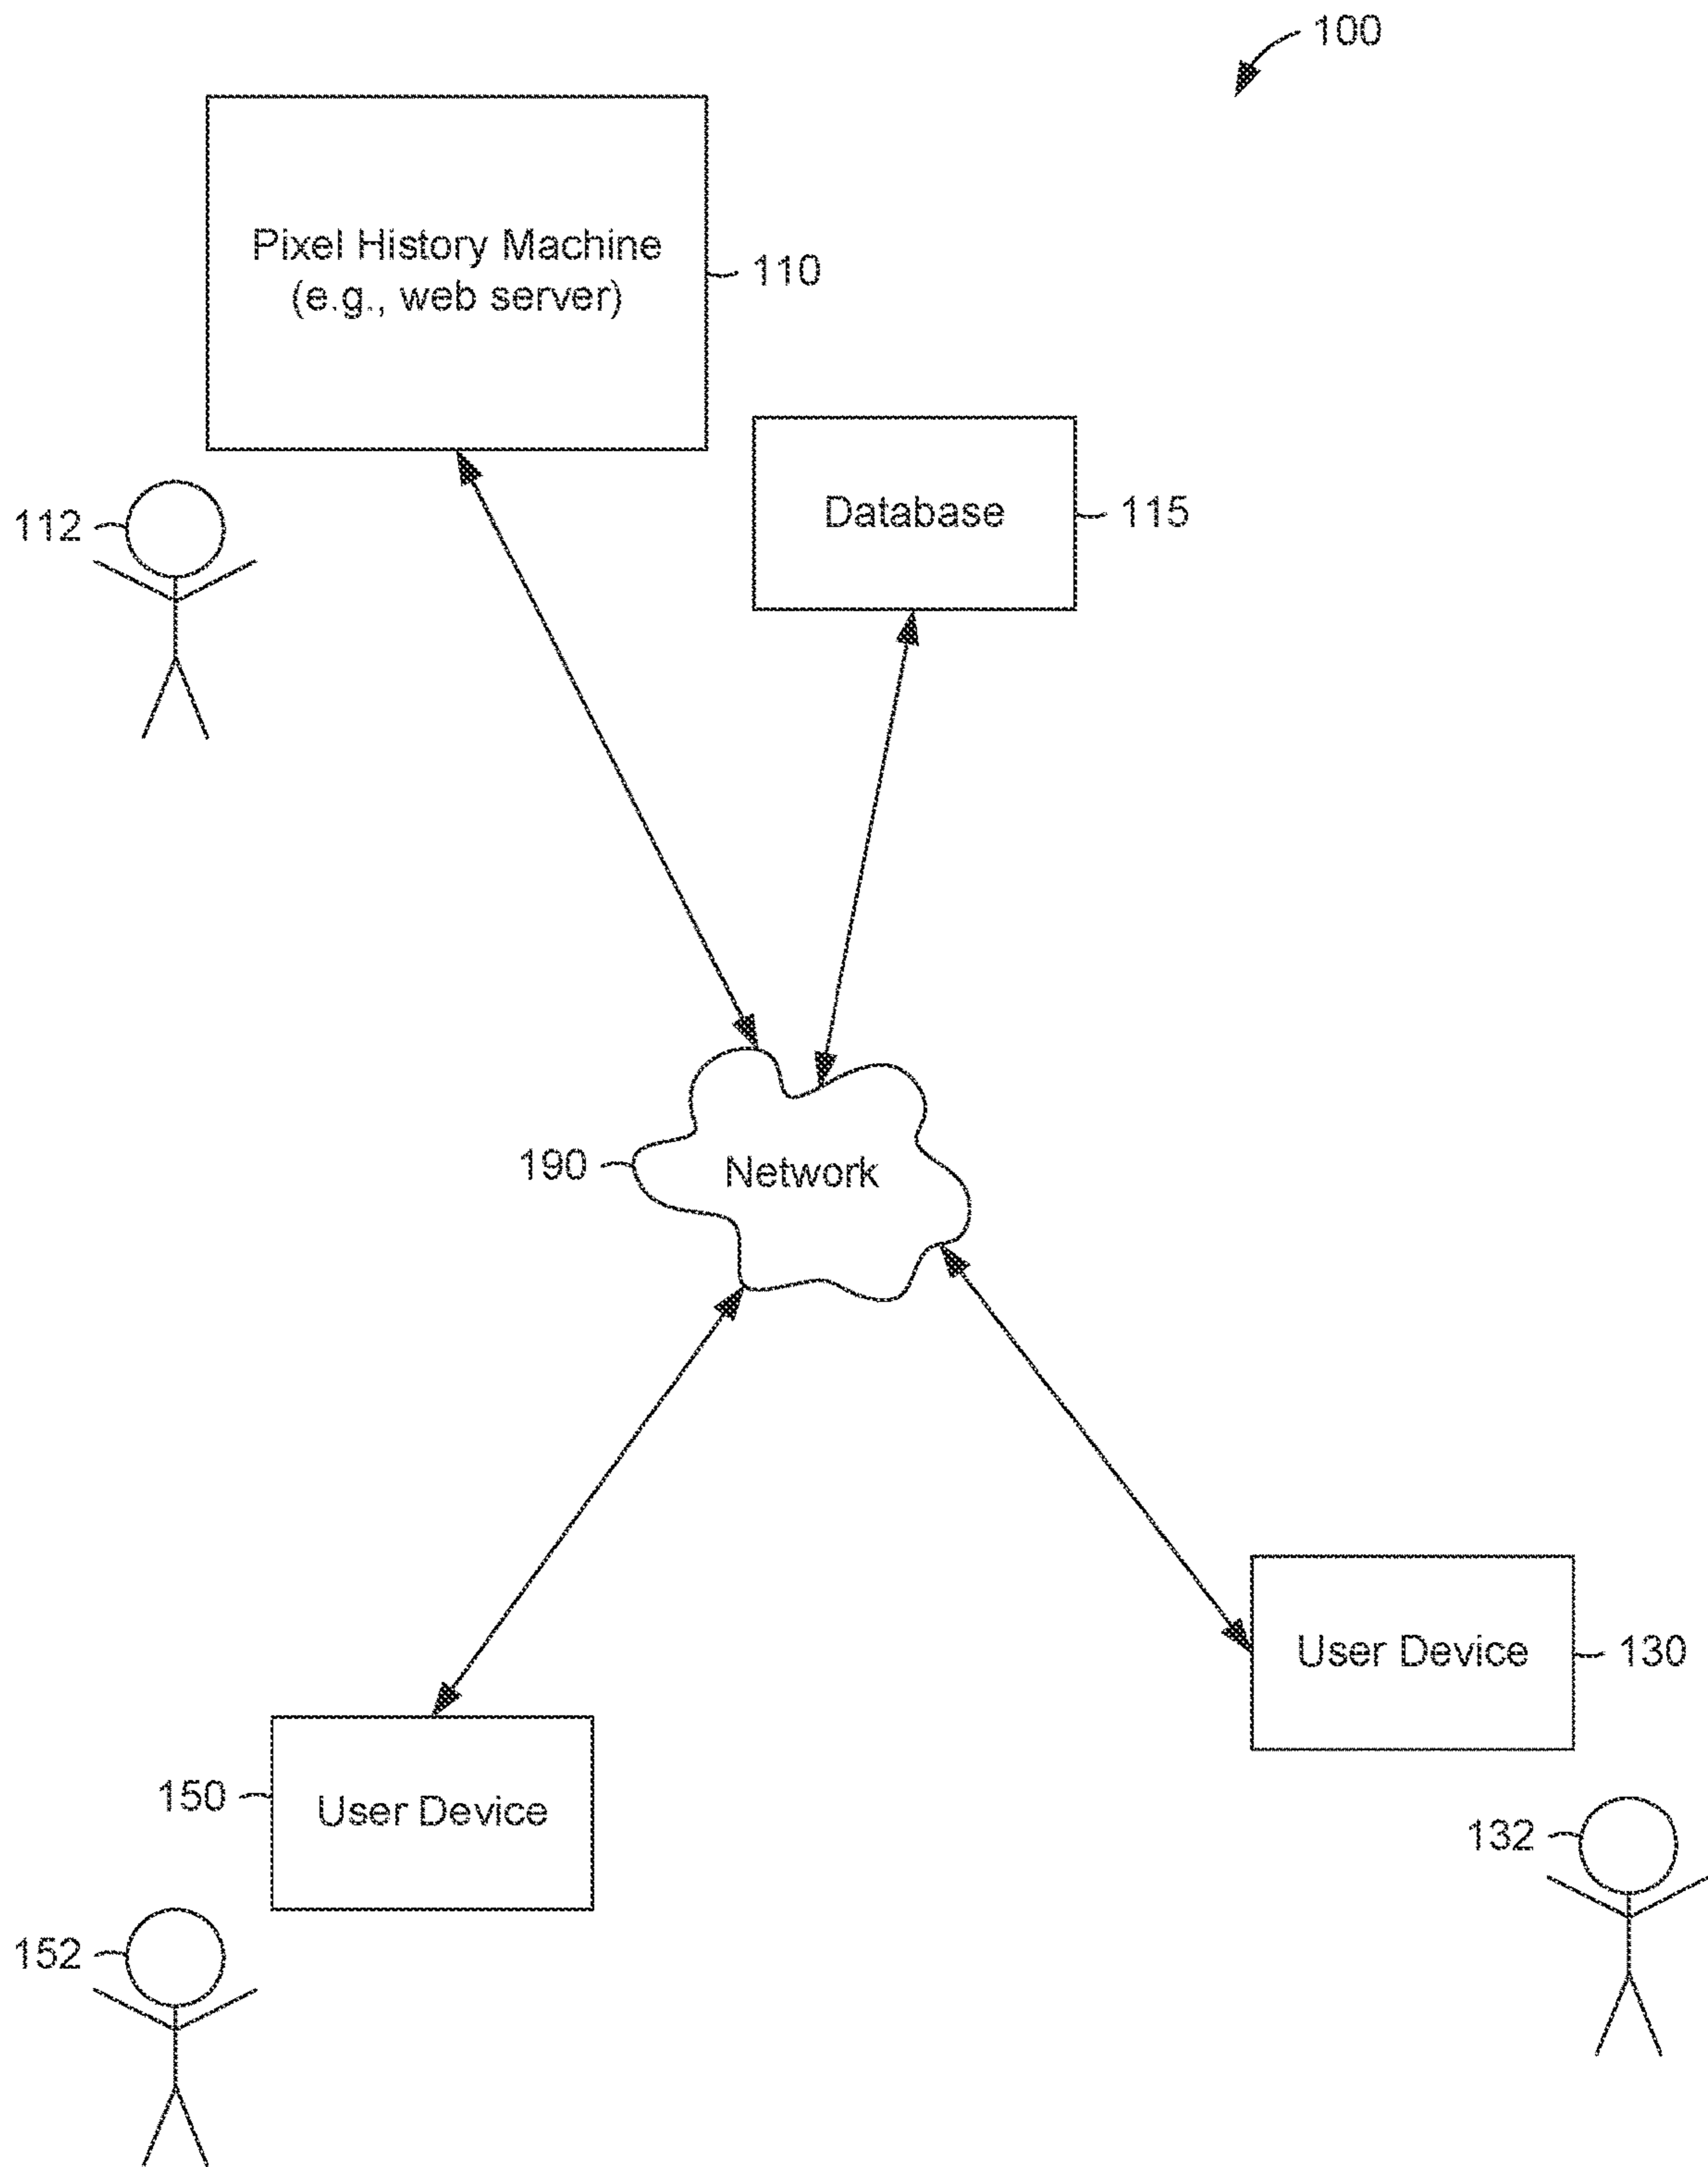 100
Pixel History Machine
(e.g., web server)
110
112
Database
115
190
Network
User Device
130
150
User Device
132
152